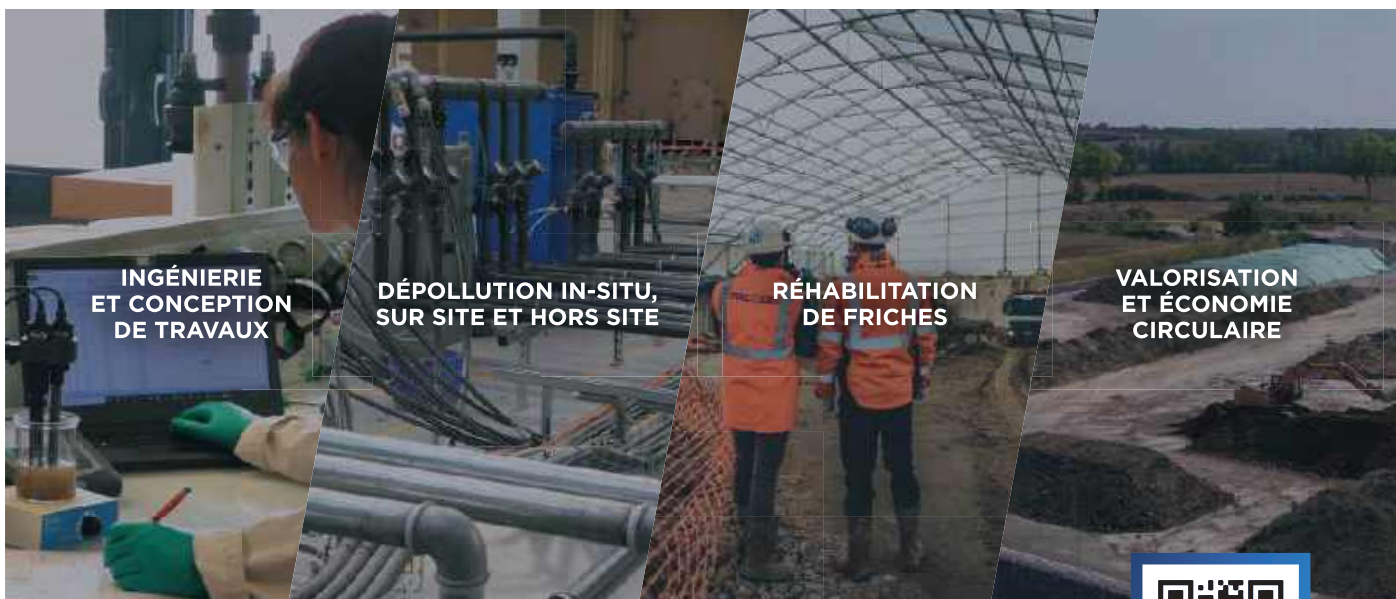 INGÉNIERIE
ET CONCEPTION
DE TRAVAUX
DÉPOLLUTION IN-SITU,
SUR SITE ET HORS SITE
RÉHABILITATION
DE FRICHES
VALORISATION
ET ÉCONOMIE
CIRCULAIRE